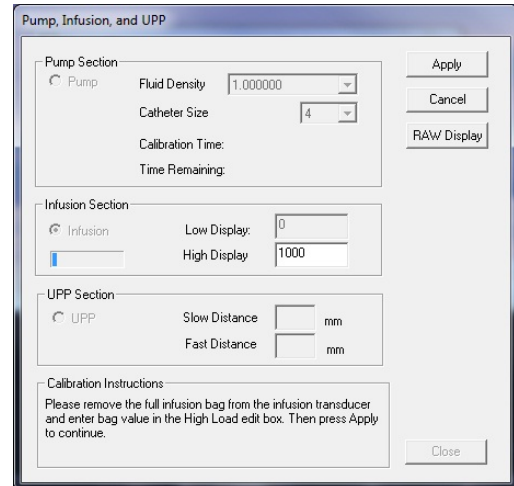 Pump, Infusion, and UPP
Pump Section
Pump
Fluid Density 1.000000
Catheter Size 4
Calibration Time:
Time Remaining:
Apply
Cancel
RAW Display
Infusion Section
Infusion
Low Display: 0
High Display 1000
UPP Section
UPP
Slow Distance mm
Fast Distance mm
Calibration Instructions
Please remove the full infusion bag from the infusion transducer
and enter bag value in the High Load edit box. Then press Apply
to continue.
Close